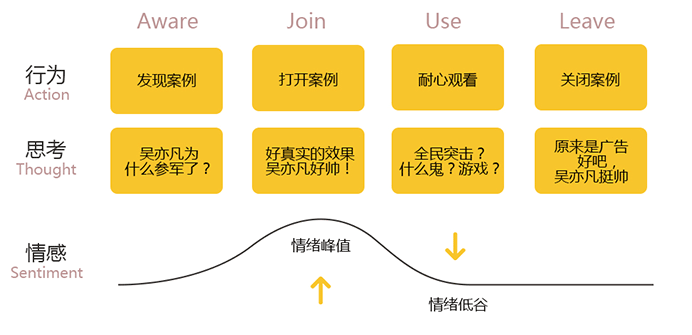 Aware Join Use Leave
行为
Action
发现案例
打开案例
耐心观看
关闭案例
思考
Thought
吴亦凡为
什么参军了？
好真实的效果
吴亦凡好帅！
全民突击？
什么鬼？游戏？
原来是广告
好吧，
吴亦凡挺帅
情感
Sentiment
情绪峰值
情绪低谷